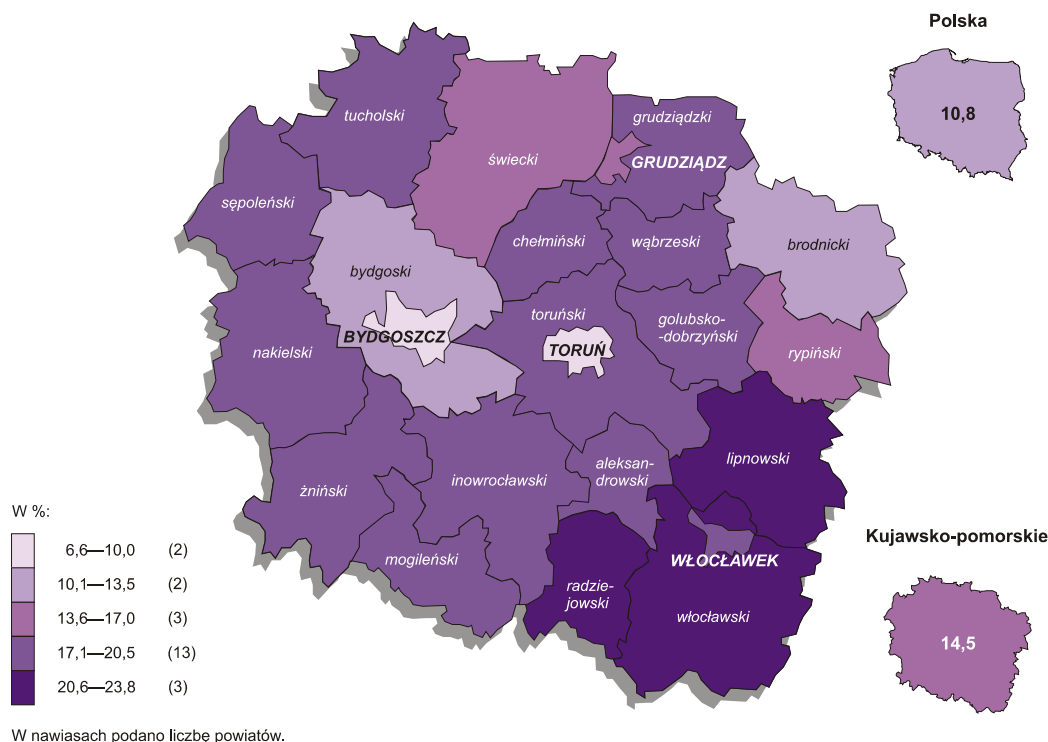 Polska
10,8
tucholski
grudziądzki
świecki
GRUDZIĄDZ
sępoleński
chełmiński
wąbrzeski
brodnicki
bydgoski
toruński
golubsko-
-dobrzyński
BYDGOSZCZ
TORUŃ
nakielski
rypiński
lipnowski
aleksan-
drowski
inowrocławski
żniński
mogileński
WŁOCŁAWEK
radzie-
jowski
włocławski
Kujawsko-pomorskie
14,5
W %:
6,6—10,0 (2)
10,1—13,5 (2)
13,6—17,0 (3)
17,1—20,5 (13)
20,6—23,8 (3)
W nawiasach podano liczbę powiatów.